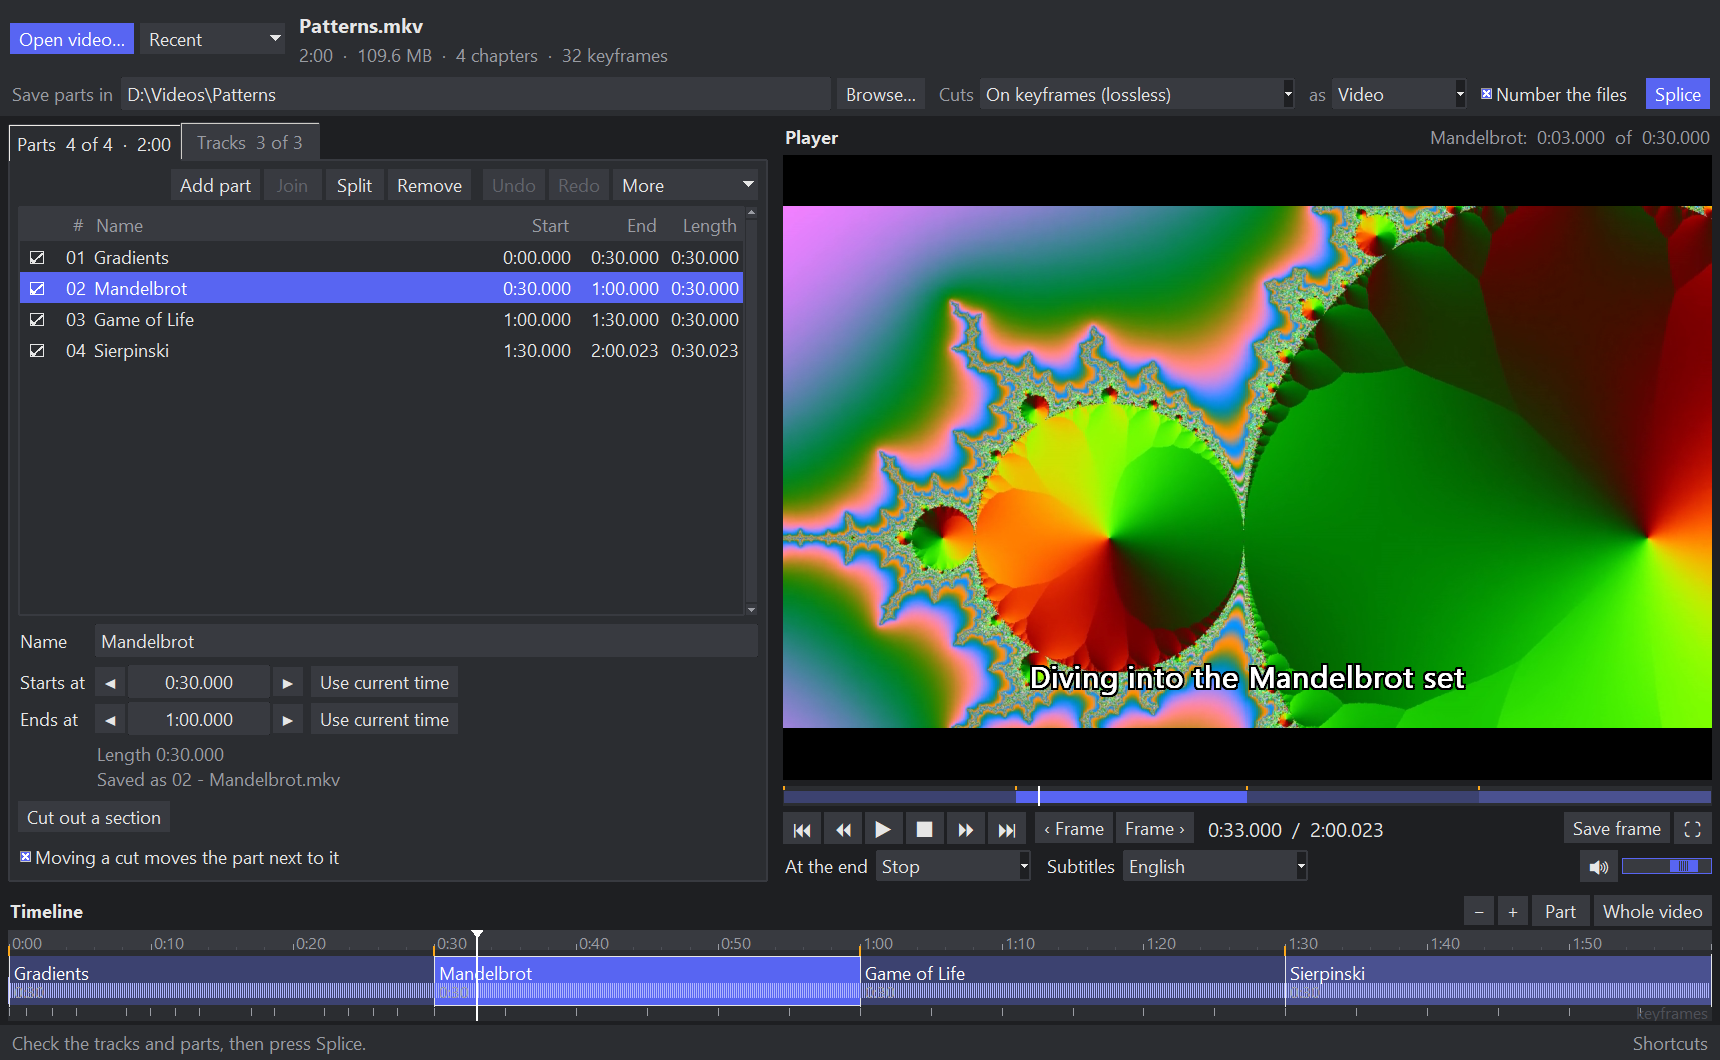 Open video...
Recent
Patterns.mkv
2:00 · 109.6 MB · 4 chapters · 32 keyframes
Save parts in D:\Videos\Patterns Browse... Cuts On keyframes (lossless) as Video Number the files Splice
Parts 4 of 4 · 2:00
Tracks 3 of 3
Add part Join Split Remove Undo Redo More
# Name Start End Length
01 Gradients 0:00.000 0:30.000 0:30.000
02 Mandelbrot 0:30.000 1:00.000 0:30.000
03 Game of Life 1:00.000 1:30.000 0:30.000
04 Sierpinski 1:30.000 2:00.023 0:30.023
Name Mandelbrot
Starts at 0:30.000 Use current time
Ends at 1:00.000 Use current time
Length 0:30.000
Saved as 02 - Mandelbrot.mkv
Cut out a section
Moving a cut moves the part next to it
Player Mandelbrot: 0:03.000 of 0:30.000
Diving into the Mandelbrot set
‹ Frame Frame › 0:33.000 / 2:00.023 Save frame
At the end Stop Subtitles English
Timeline − + Part Whole video
0:00 0:10 0:20 0:30 0:40 0:50 1:00 1:10 1:20 1:30 1:40 1:50
Gradients Mandelbrot Game of Life Sierpinski
keyframes
Check the tracks and parts, then press Splice. Shortcuts